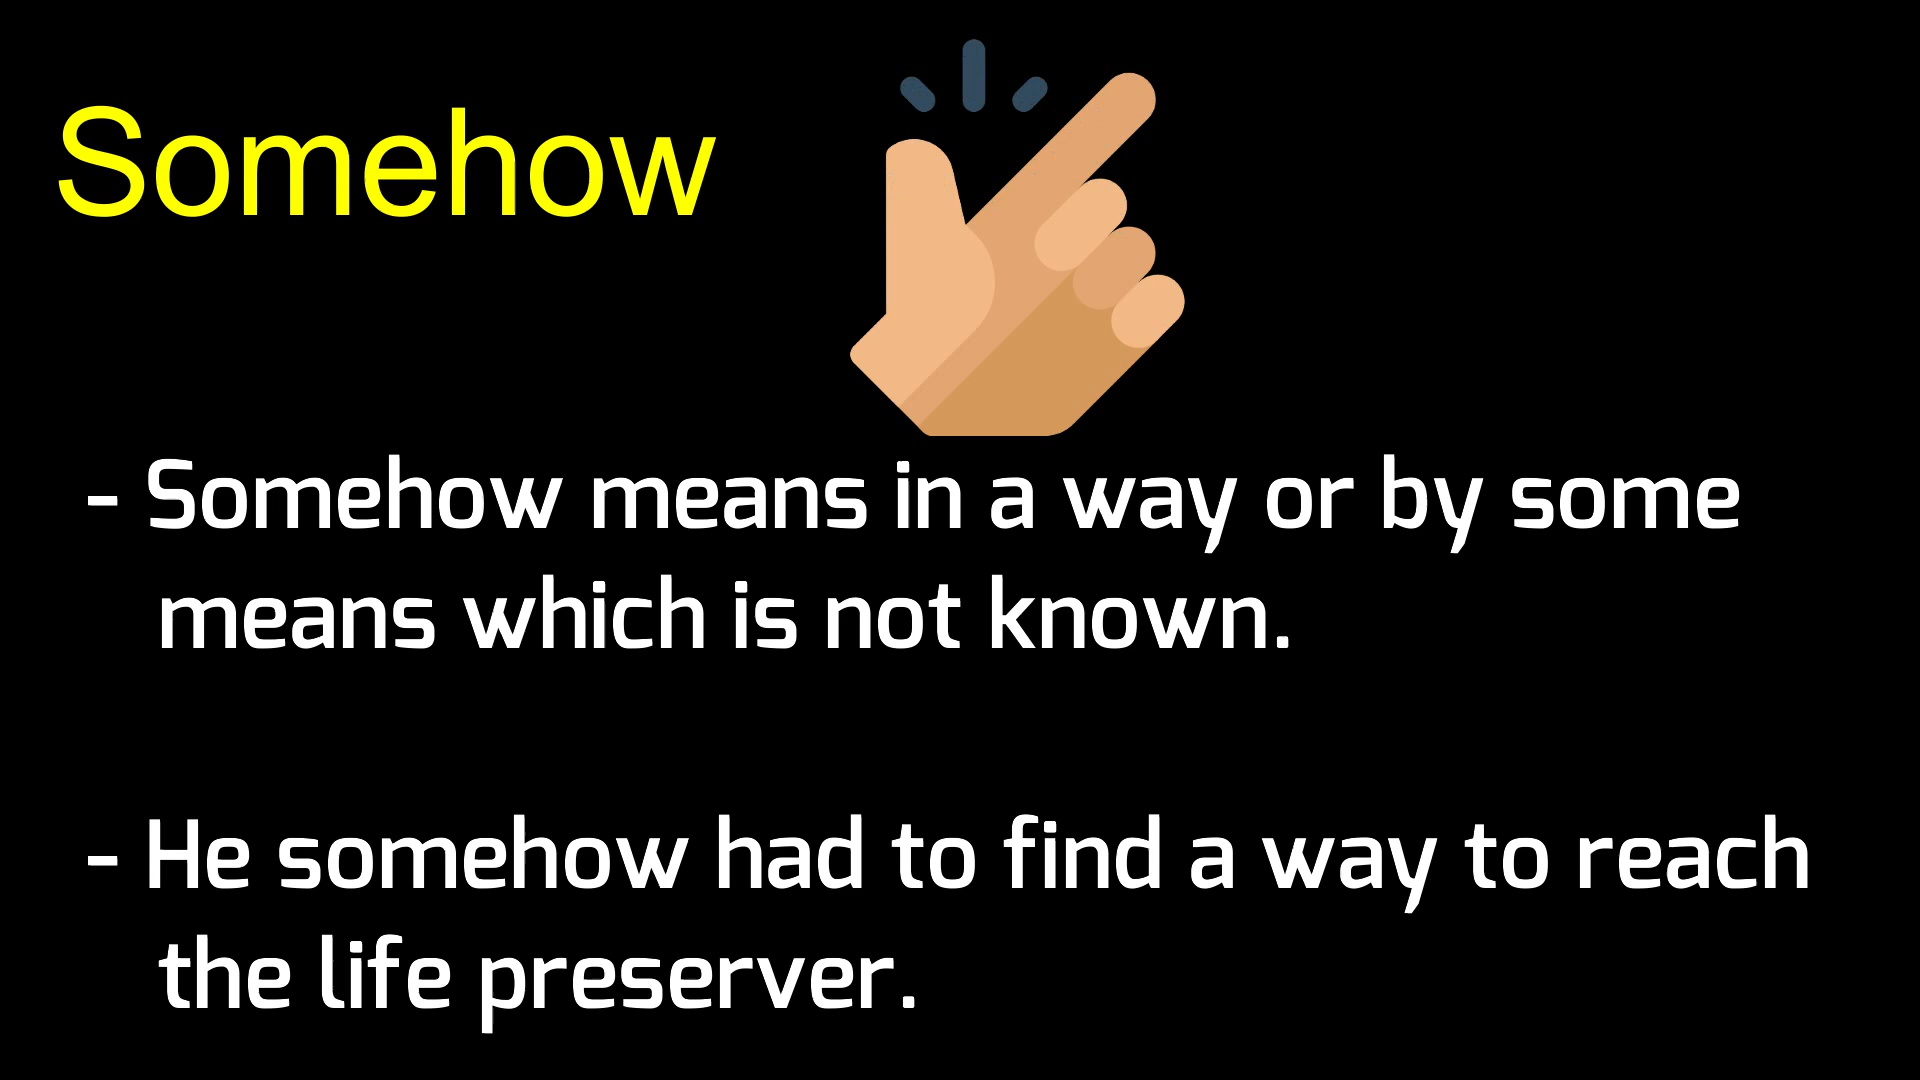 Somehow
- Somehow means in a way or by some
means which is not known.
- He somehow had to find a way to reach
the life preserver.